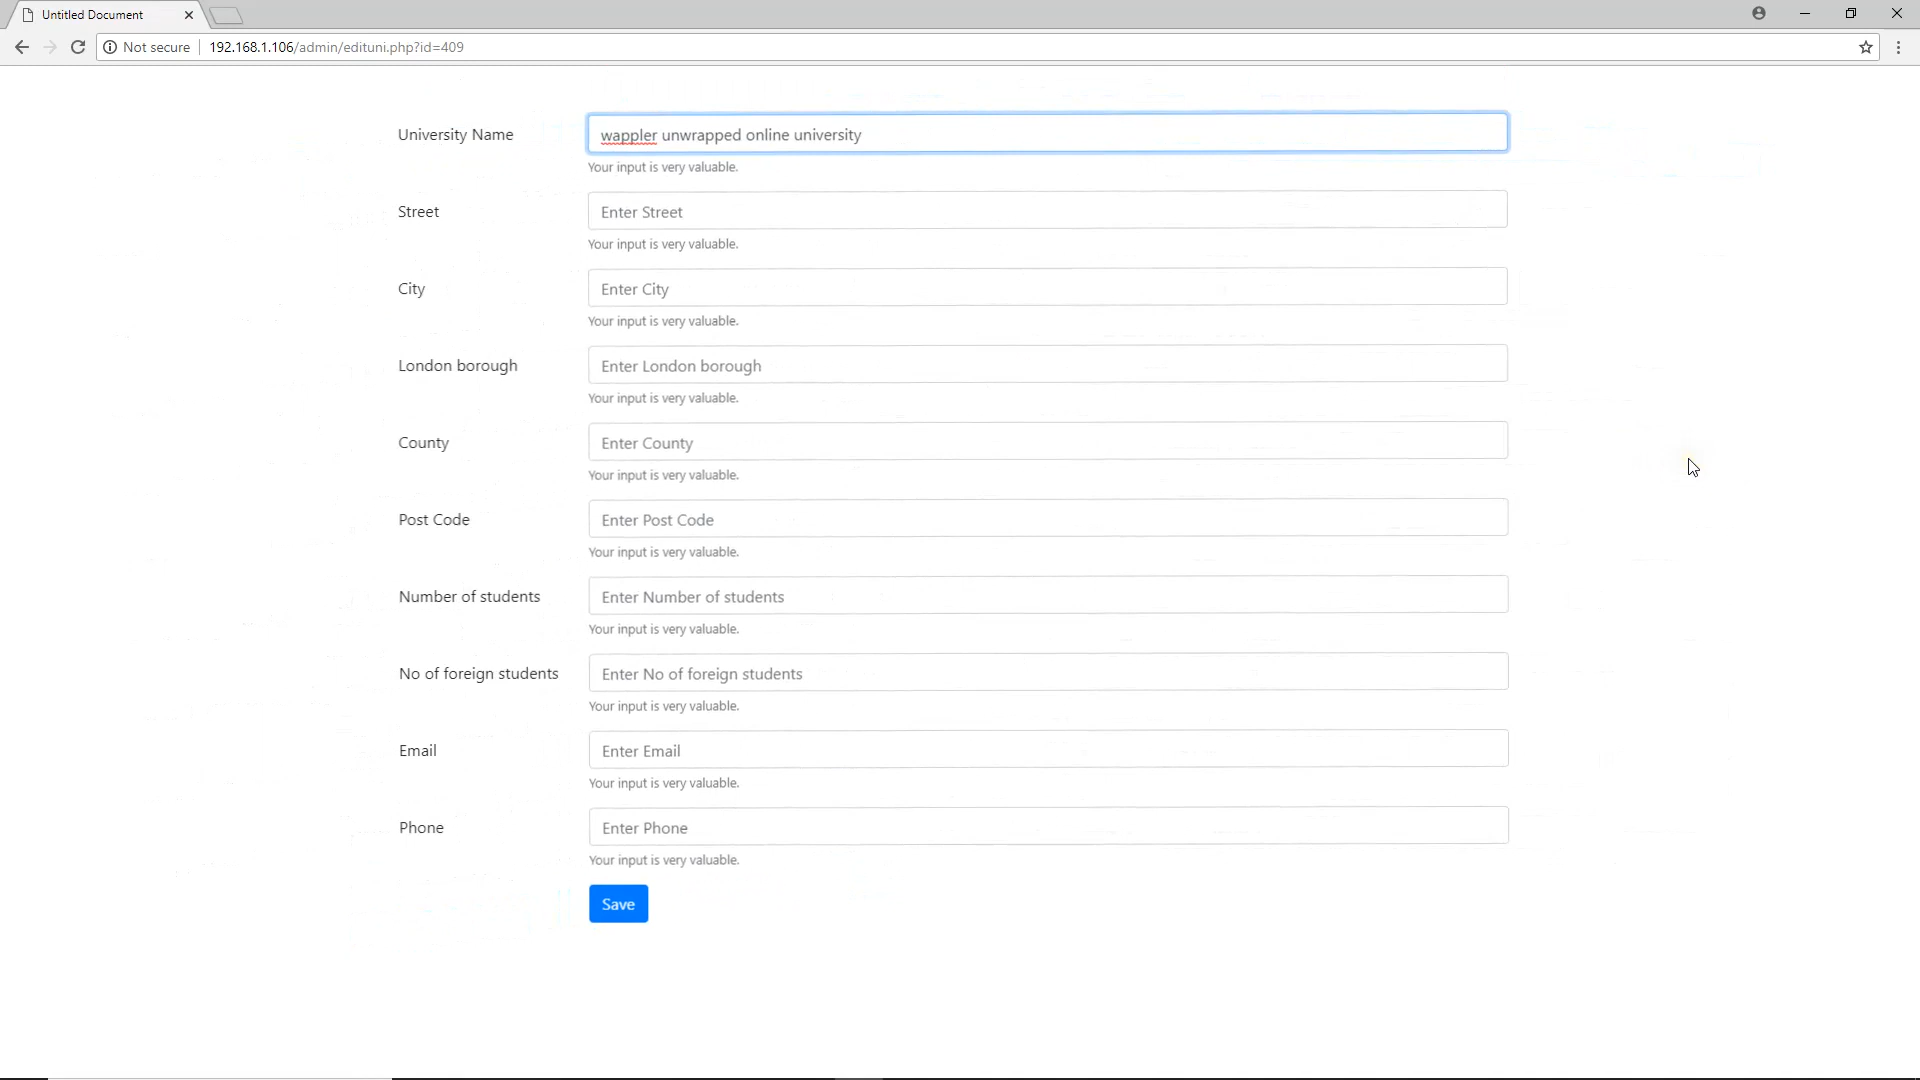 Untitled Document
Not secure 192.168.1.106/admin/edituni.php?id=409
University Name wappler unwrapped online university
Your input is very valuable.
Street Enter Street
Your input is very valuable.
City Enter City
Your input is very valuable.
London borough Enter London borough
Your input is very valuable.
County Enter County
Your input is very valuable.
Post Code Enter Post Code
Your input is very valuable.
Number of students Enter Number of students
Your input is very valuable.
No of foreign students Enter No of foreign students
Your input is very valuable.
Email Enter Email
Your input is very valuable.
Phone Enter Phone
Your input is very valuable.
Save